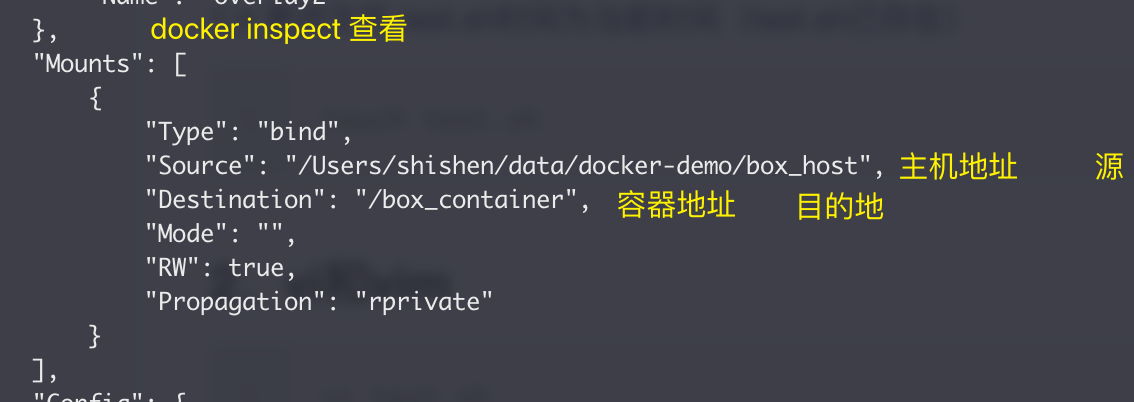 "Name": "overlay2"
}, docker inspect 查看
"Mounts": [
{
"Type": "bind",
"Source": "/Users/shishen/data/docker-demo/box_host", 主机地址 源
"Destination": "/box_container", 容器地址 目的地
"Mode": "",
"RW": true,
"Propagation": "rprivate"
}
],
"Config": {